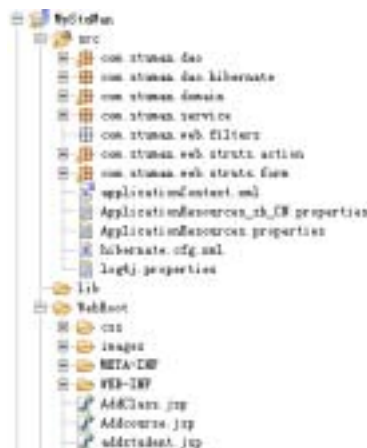 MyStuMan
src
com.stuman.dao
com.stuman.dao.hibernate
com.stuman.domain
com.stuman.service
com.stuman.web.filters
com.stuman.web.struts.action
com.stuman.web.struts.form
applicationContext.xml
ApplicationResources_zh_CN.properties
ApplicationResources.properties
hibernate.cfg.xml
log4j.properties
lib
WebRoot
css
images
META-INF
WEB-INF
AddClass.jsp
Addcourse.jsp
addstudent.jsp